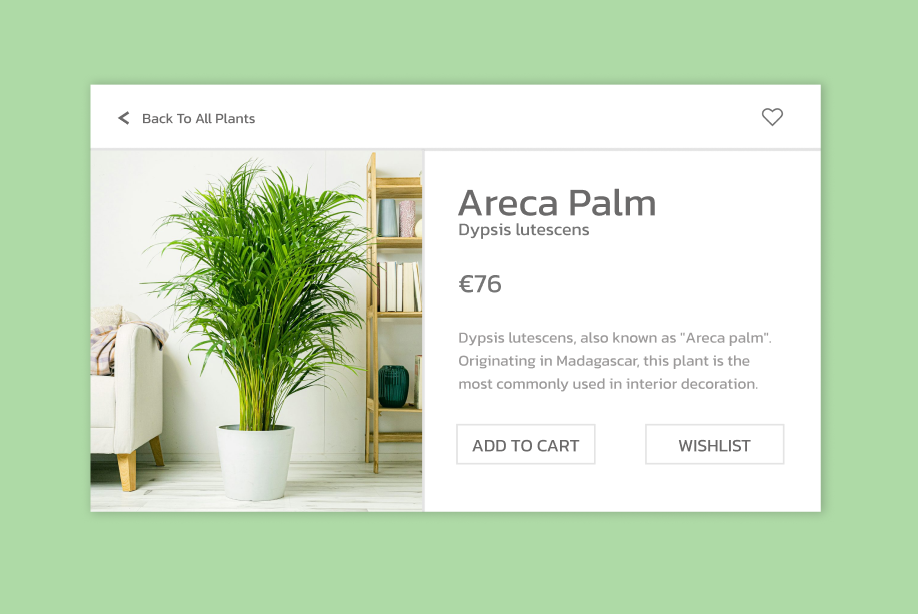 Back To All Plants
Areca Palm
Dypsis lutescens
€76
Dypsis lutescens, also known as "Areca palm".
Originating in Madagascar, this plant is the
most commonly used in interior decoration.
ADD TO CART
WISHLIST